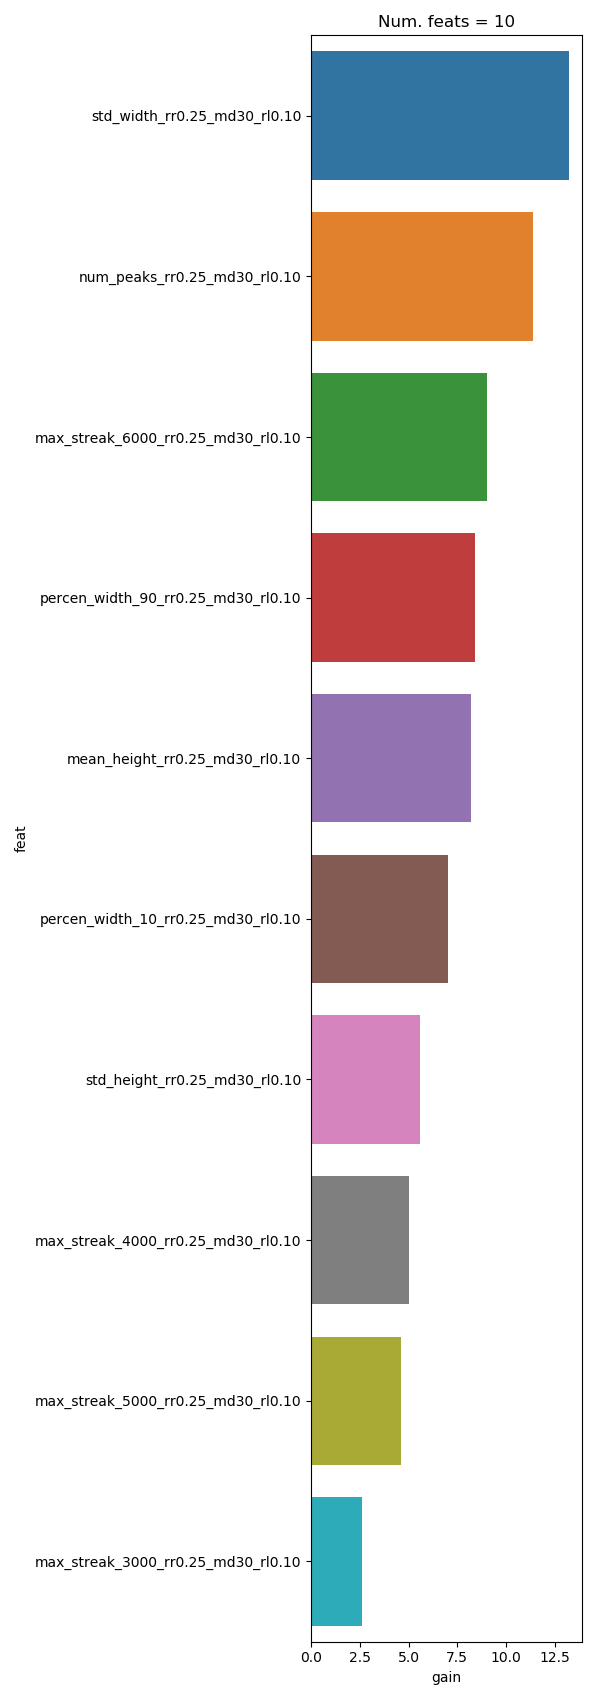 Num. feats = 10
std_width_rr0.25_md30_rl0.10
num_peaks_rr0.25_md30_rl0.10
max_streak_6000_rr0.25_md30_rl0.10
percen_width_90_rr0.25_md30_rl0.10
mean_height_rr0.25_md30_rl0.10
feat
percen_width_10_rr0.25_md30_rl0.10
std_height_rr0.25_md30_rl0.10
max_streak_4000_rr0.25_md30_rl0.10
max_streak_5000_rr0.25_md30_rl0.10
max_streak_3000_rr0.25_md30_rl0.10
0.0 2.5 5.0 7.5 10.0 12.5
gain